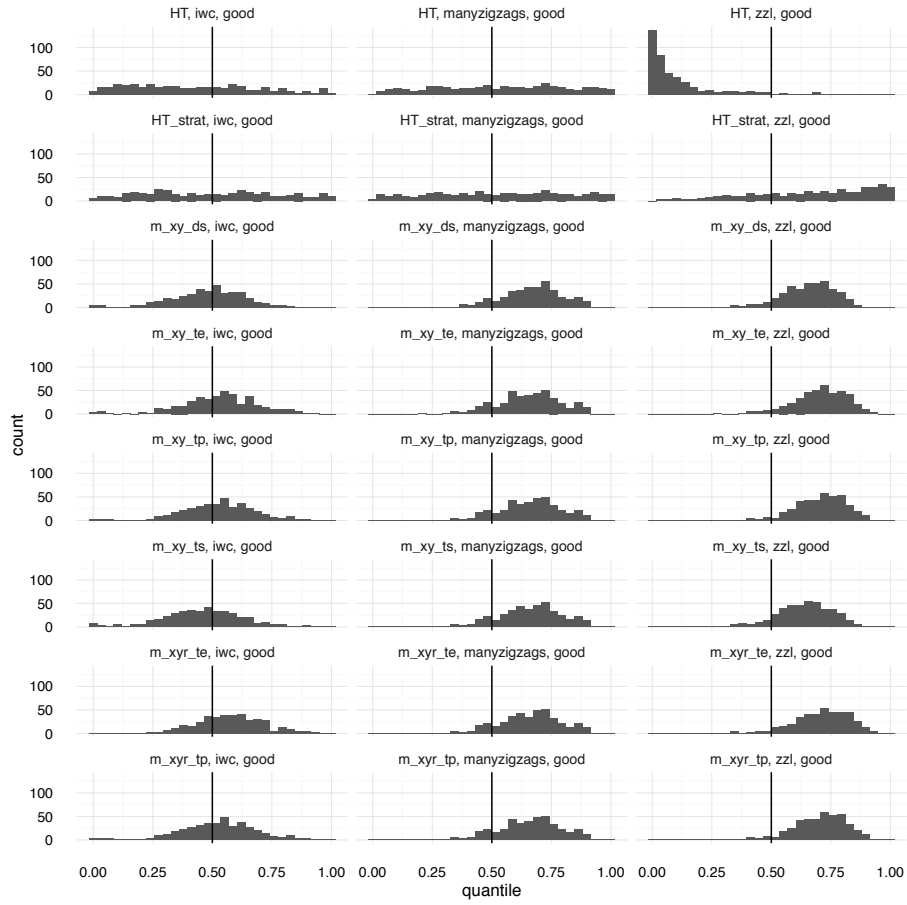 HT, iwc, good HT, manyzigzags, good HT, zzl, good
100
50
0
HT_strat, iwc, good HT_strat, manyzigzags, good HT_strat, zzl, good
100
50
0
m_xy_ds, iwc, good m_xy_ds, manyzigzags, good m_xy_ds, zzl, good
100
50
0
m_xy_te, iwc, good m_xy_te, manyzigzags, good m_xy_te, zzl, good
100
50
0
count
m_xy_tp, iwc, good m_xy_tp, manyzigzags, good m_xy_tp, zzl, good
100
50
0
m_xy_ts, iwc, good m_xy_ts, manyzigzags, good m_xy_ts, zzl, good
100
50
0
m_xyr_te, iwc, good m_xyr_te, manyzigzags, good m_xyr_te, zzl, good
100
50
0
m_xyr_tp, iwc, good m_xyr_tp, manyzigzags, good m_xyr_tp, zzl, good
100
50
0
0.00 0.25 0.50 0.75 1.00 0.00 0.25 0.50 0.75 1.00 0.00 0.25 0.50 0.75 1.00
quantile